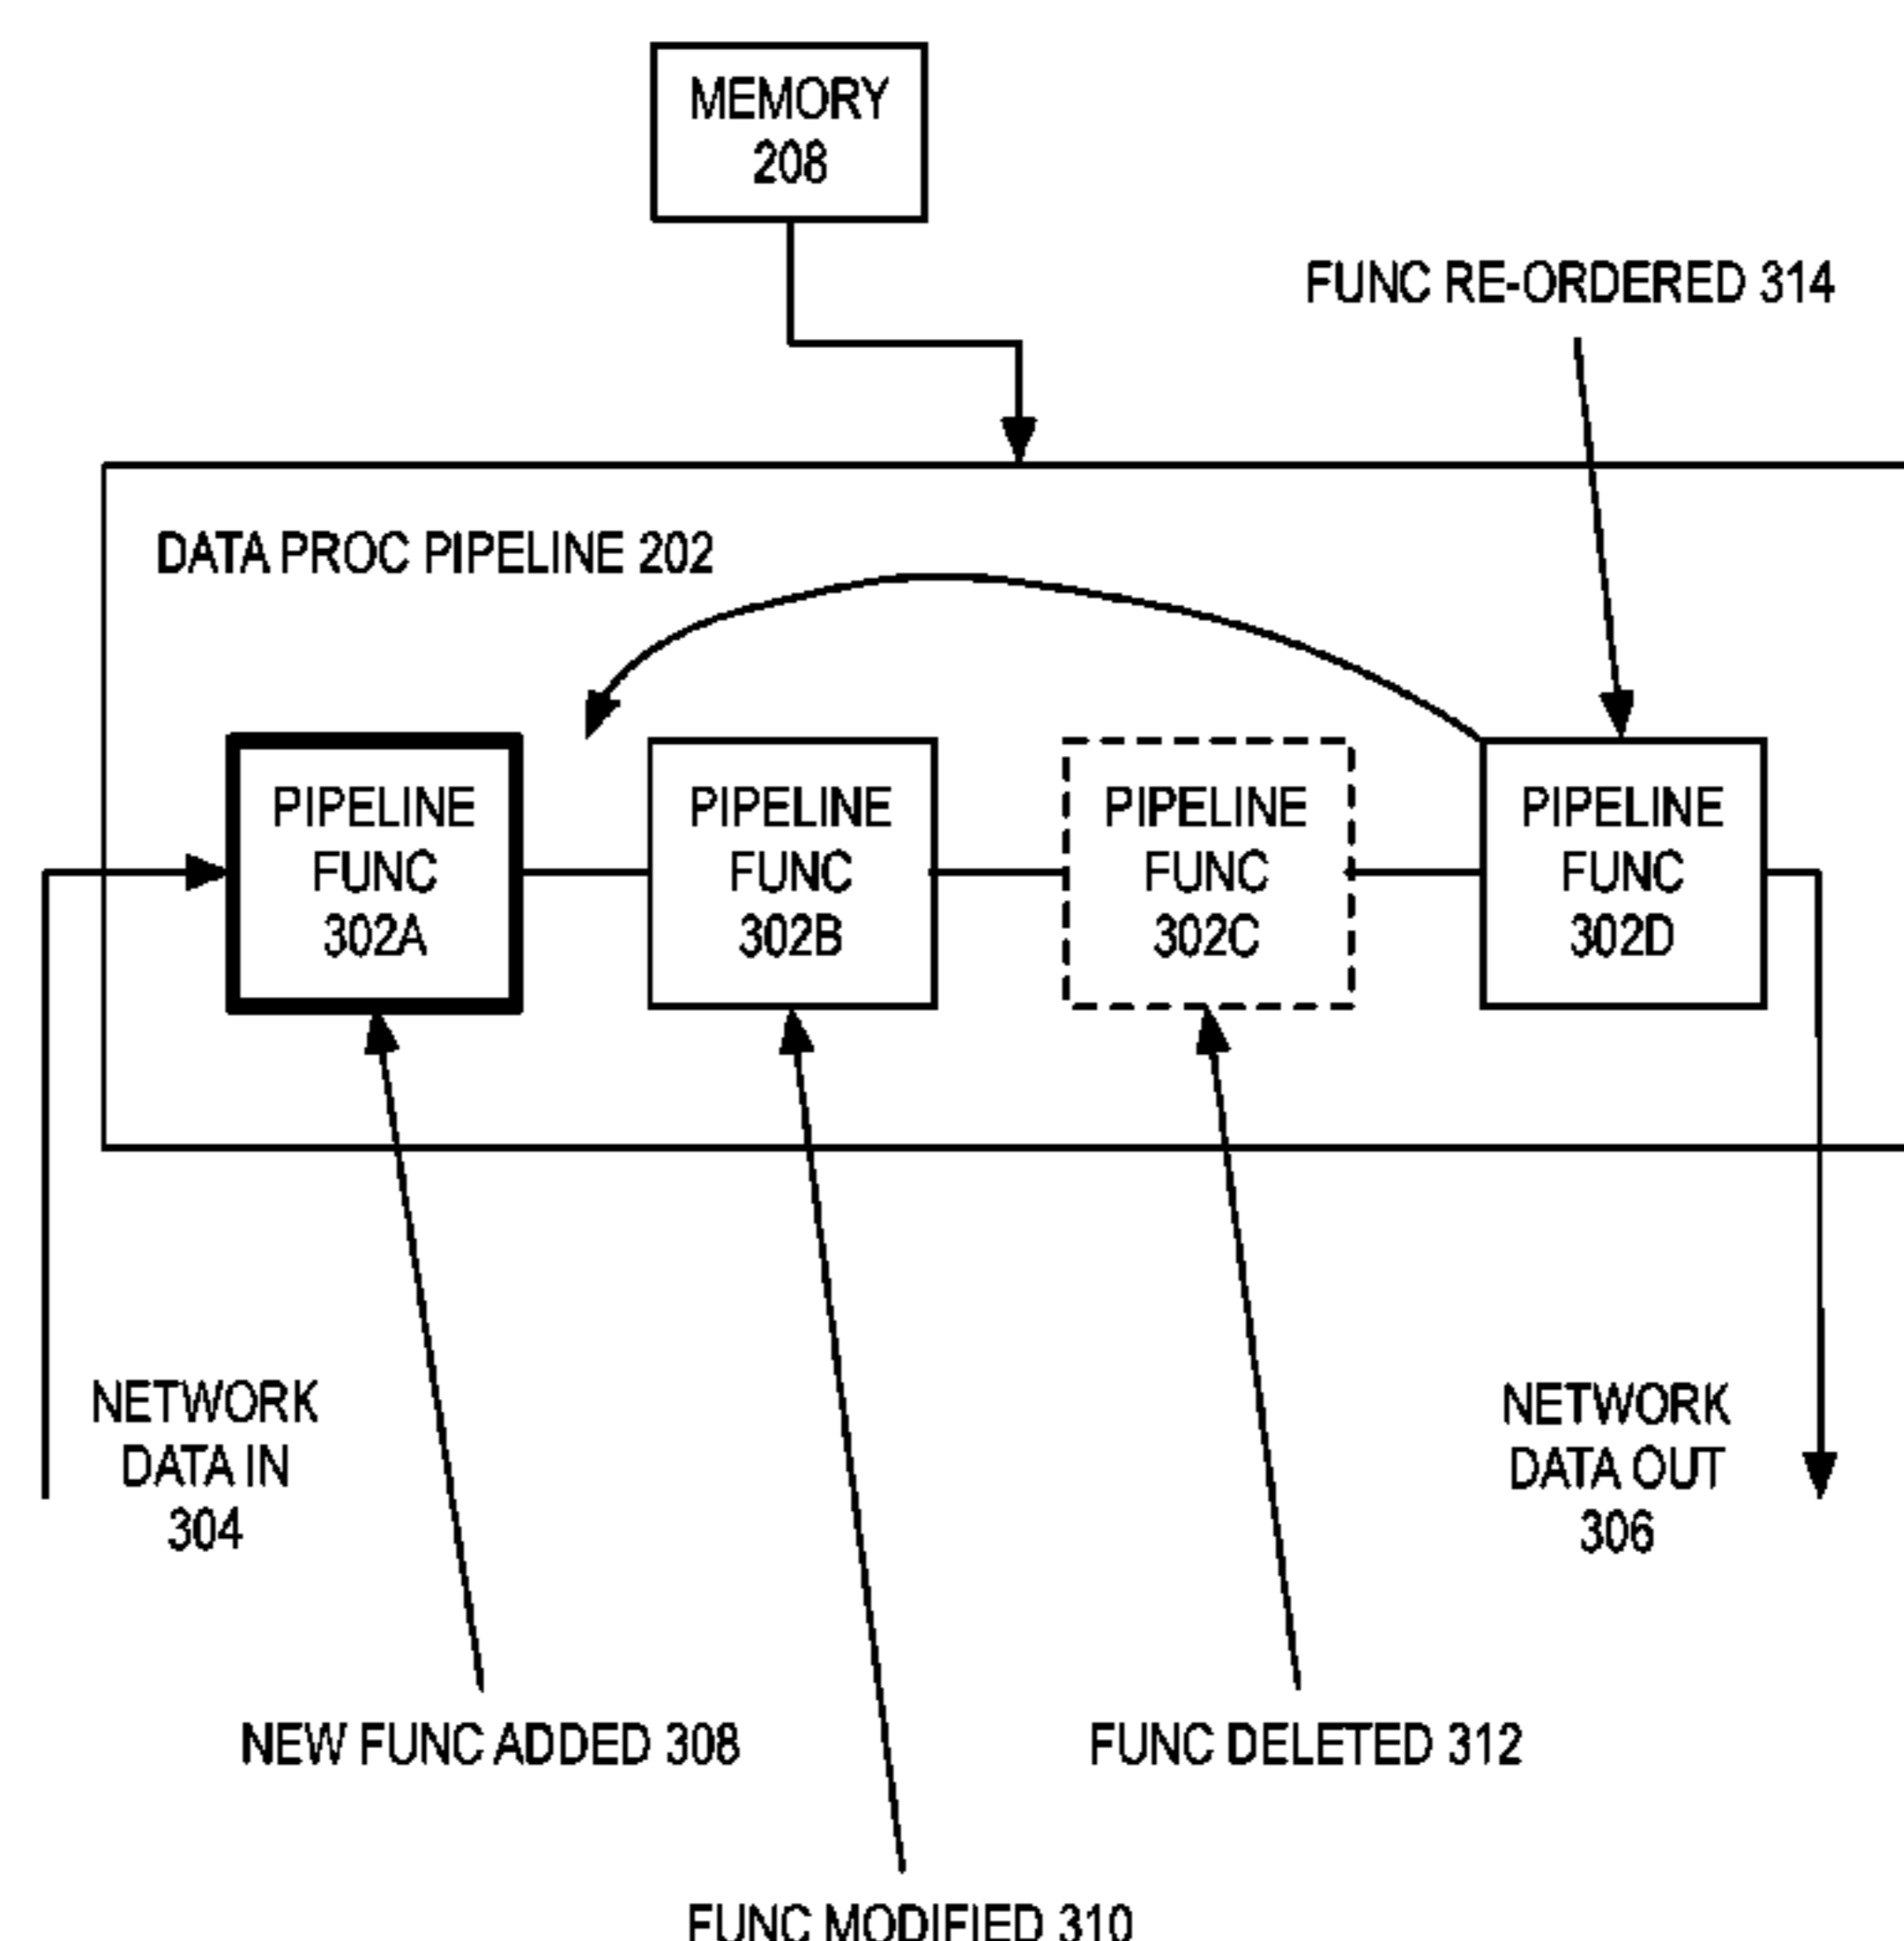 MEMORY
208
FUNC RE-ORDERED 314
DATA PROC PIPELINE 202
PIPELINE
FUNC
302A
PIPELINE
FUNC
302B
PIPELINE
FUNC
302C
PIPELINE
FUNC
302D
NETWORK
DATA IN
304
NETWORK
DATA OUT
306
NEW FUNC ADDED 308
FUNC DELETED 312
FUNC MODIFIED 310